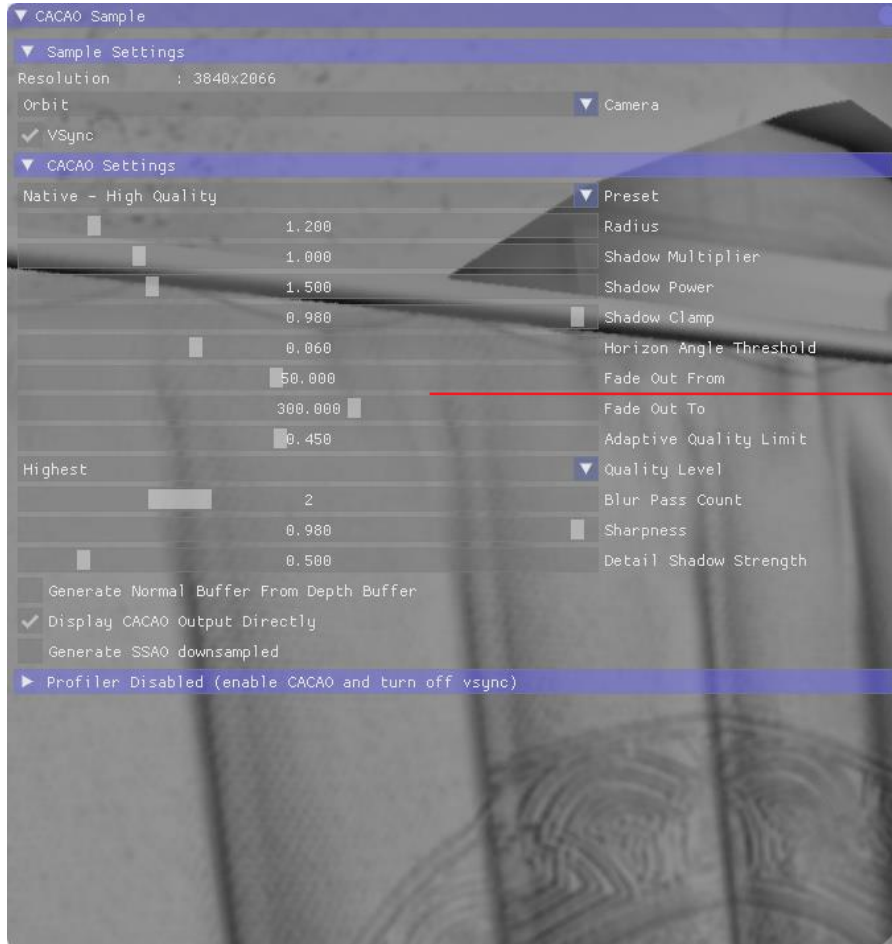 CACAO Sample
Sample Settings
Resolution : 3840x2066
Orbit Camera
VSync
CACAO Settings
Native - High Quality Preset
1.200 Radius
1.000 Shadow Multiplier
1.500 Shadow Power
0.980 Shadow Clamp
0.060 Horizon Angle Threshold
50.000 Fade Out From
300.000 Fade Out To
0.450 Adaptive Quality Limit
Highest Quality Level
2 Blur Pass Count
0.980 Sharpness
0.500 Detail Shadow Strength
Generate Normal Buffer From Depth Buffer
Display CACAO Output Directly
Generate SSAO downsampled
Profiler Disabled (enable CACAO and turn off vsync)